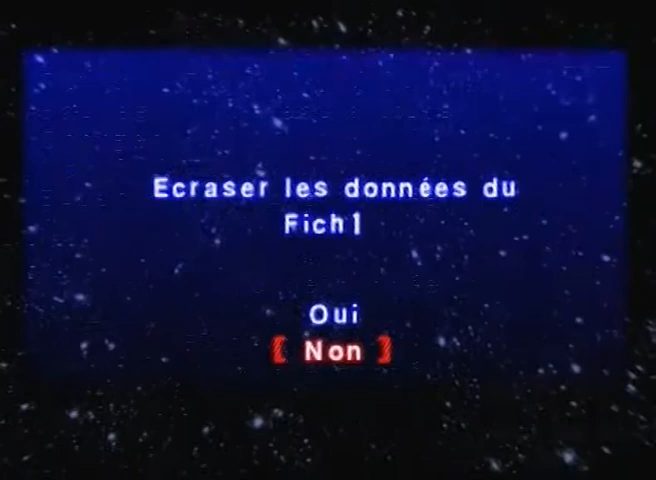 Ecraser les données du
Fich1
Oui
[ Non ]